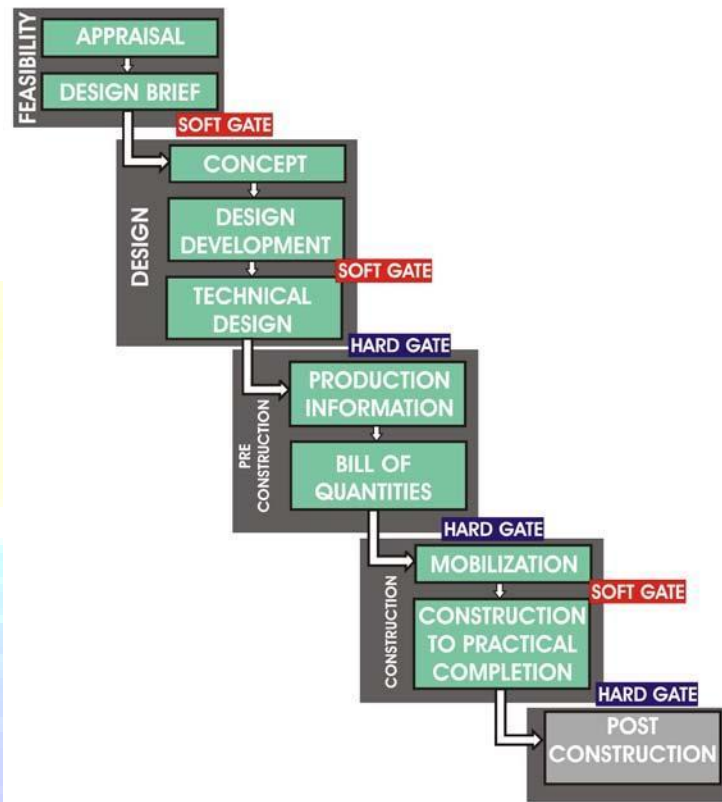 FEASIBILITY
APPRAISAL
DESIGN BRIEF
SOFT GATE
DESIGN
CONCEPT
DESIGN
DEVELOPMENT
SOFT GATE
TECHNICAL
DESIGN
HARD GATE
PRE
CONSTRUCTION
PRODUCTION
INFORMATION
BILL OF
QUANTITIES
HARD GATE
CONSTRUCTION
MOBILIZATION
SOFT GATE
CONSTRUCTION
TO PRACTICAL
COMPLETION
HARD GATE
POST
CONSTRUCTION